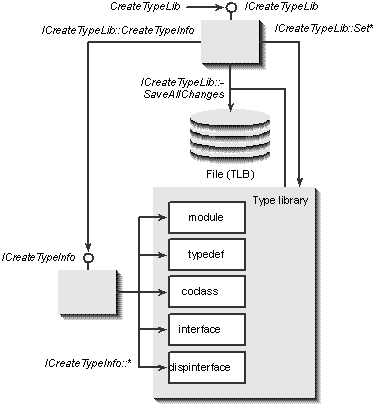 CreateTypeLib
ICreateTypeLib
ICreateTypeLib::CreateTypeInfo
ICreateTypeLib::Set*
ICreateTypeLib::–
SaveAllChanges
File (TLB)
Type library
module
typedef
ICreateTypeInfo
coclass
interface
ICreateTypeInfo::*
dispinterface